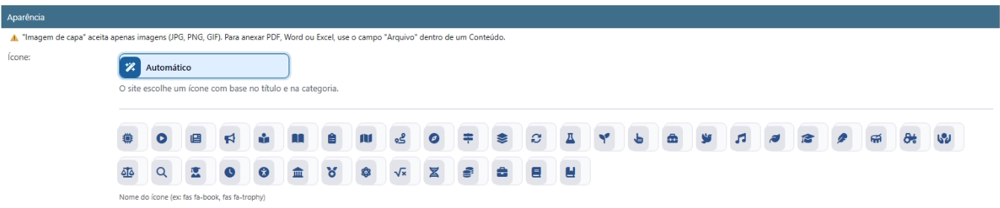 Aparência
"Imagem de capa" aceita apenas imagens (JPG, PNG, GIF). Para anexar PDF, Word ou Excel, use o campo "Arquivo" dentro de um Conteúdo.
Ícone:
Automático
O site escolhe um ícone com base no título e na categoria.
Nome do ícone (ex: fas fa-book, fas fa-trophy)